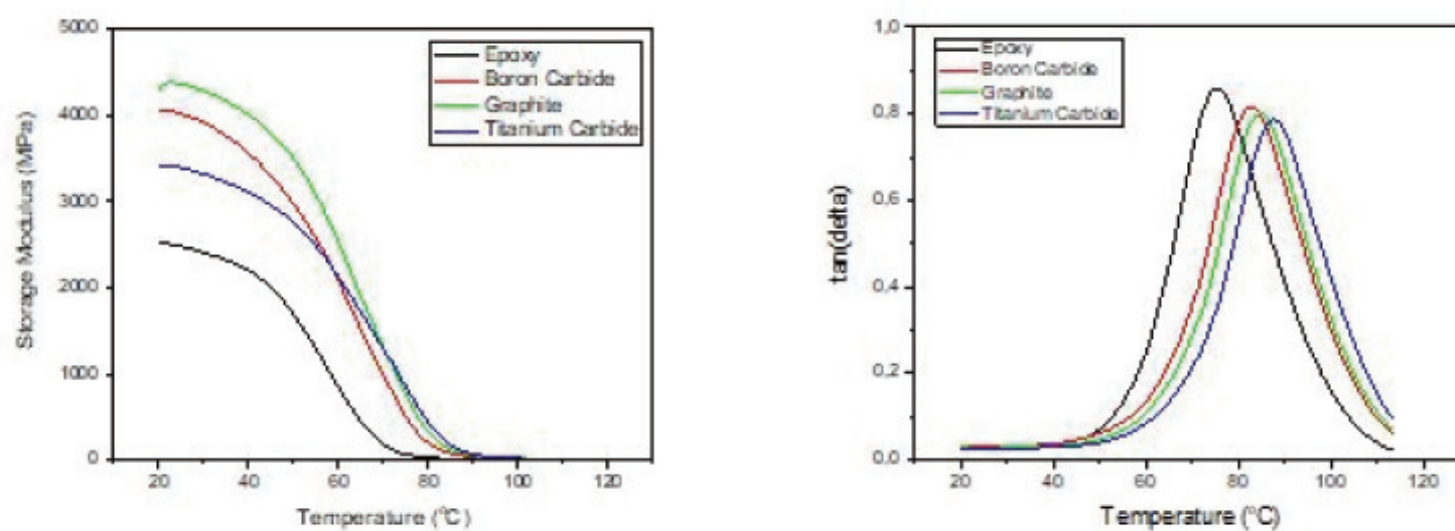 5000
4000
3000
2000
1000
0
Storage Modulus (MPa)
Epoxy
Boron Carbide
Graphite
Titanium Carbide
20 40 60 80 100 120
Temperature (°C)
1,0
0,8
0,6
0,4
0,2
0,0
tan(delta)
Epoxy
Boron Carbide
Graphite
Titanium Carbide
20 40 60 80 100 120
Temperature (°C)